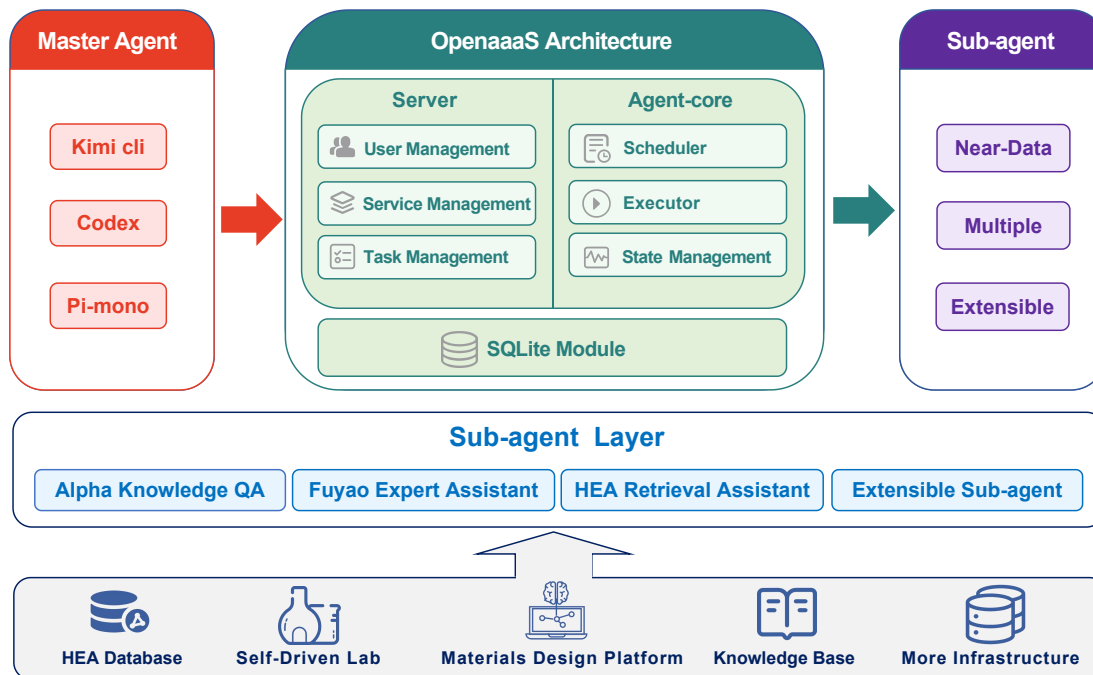 Master Agent
Kimi cli
Codex
Pi-mono
OpenaaaS Architecture
Server
User Management
Service Management
Task Management
Agent-core
Scheduler
Executor
State Management
SQLite Module
Sub-agent
Near-Data
Multiple
Extensible
Sub-agent Layer
Alpha Knowledge QA
Fuyao Expert Assistant
HEA Retrieval Assistant
Extensible Sub-agent
HEA Database
Self-Driven Lab
Materials Design Platform
Knowledge Base
More Infrastructure